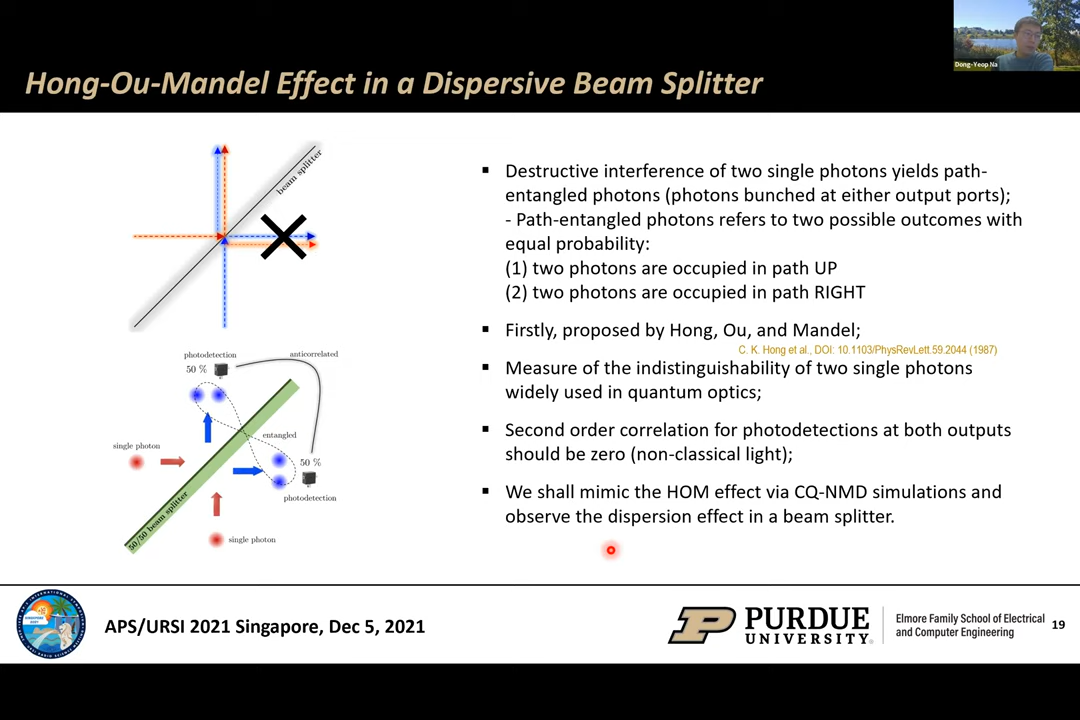 Dong-Yeop Na
Hong-Ou-Mandel Effect in a Dispersive Beam Splitter
beam splitter
photodetection
50 %
anticorrelated
entangled
single photon
50 %
photodetection
50/50 beam splitter
single photon
▪ Destructive interference of two single photons yields path-
entangled photons (photons bunched at either output ports);
- Path-entangled photons refers to two possible outcomes with
equal probability:
(1) two photons are occupied in path UP
(2) two photons are occupied in path RIGHT
▪ Firstly, proposed by Hong, Ou, and Mandel;
C. K. Hong et al., DOI: 10.1103/PhysRevLett.59.2044 (1987)
▪ Measure of the indistinguishability of two single photons
widely used in quantum optics;
▪ Second order correlation for photodetections at both outputs
should be zero (non-classical light);
▪ We shall mimic the HOM effect via CQ-NMD simulations and
observe the dispersion effect in a beam splitter.
APS/URSI 2021 Singapore, Dec 5, 2021
P
PURDUE
UNIVERSITY®
Elmore Family School of Electrical
and Computer Engineering
19